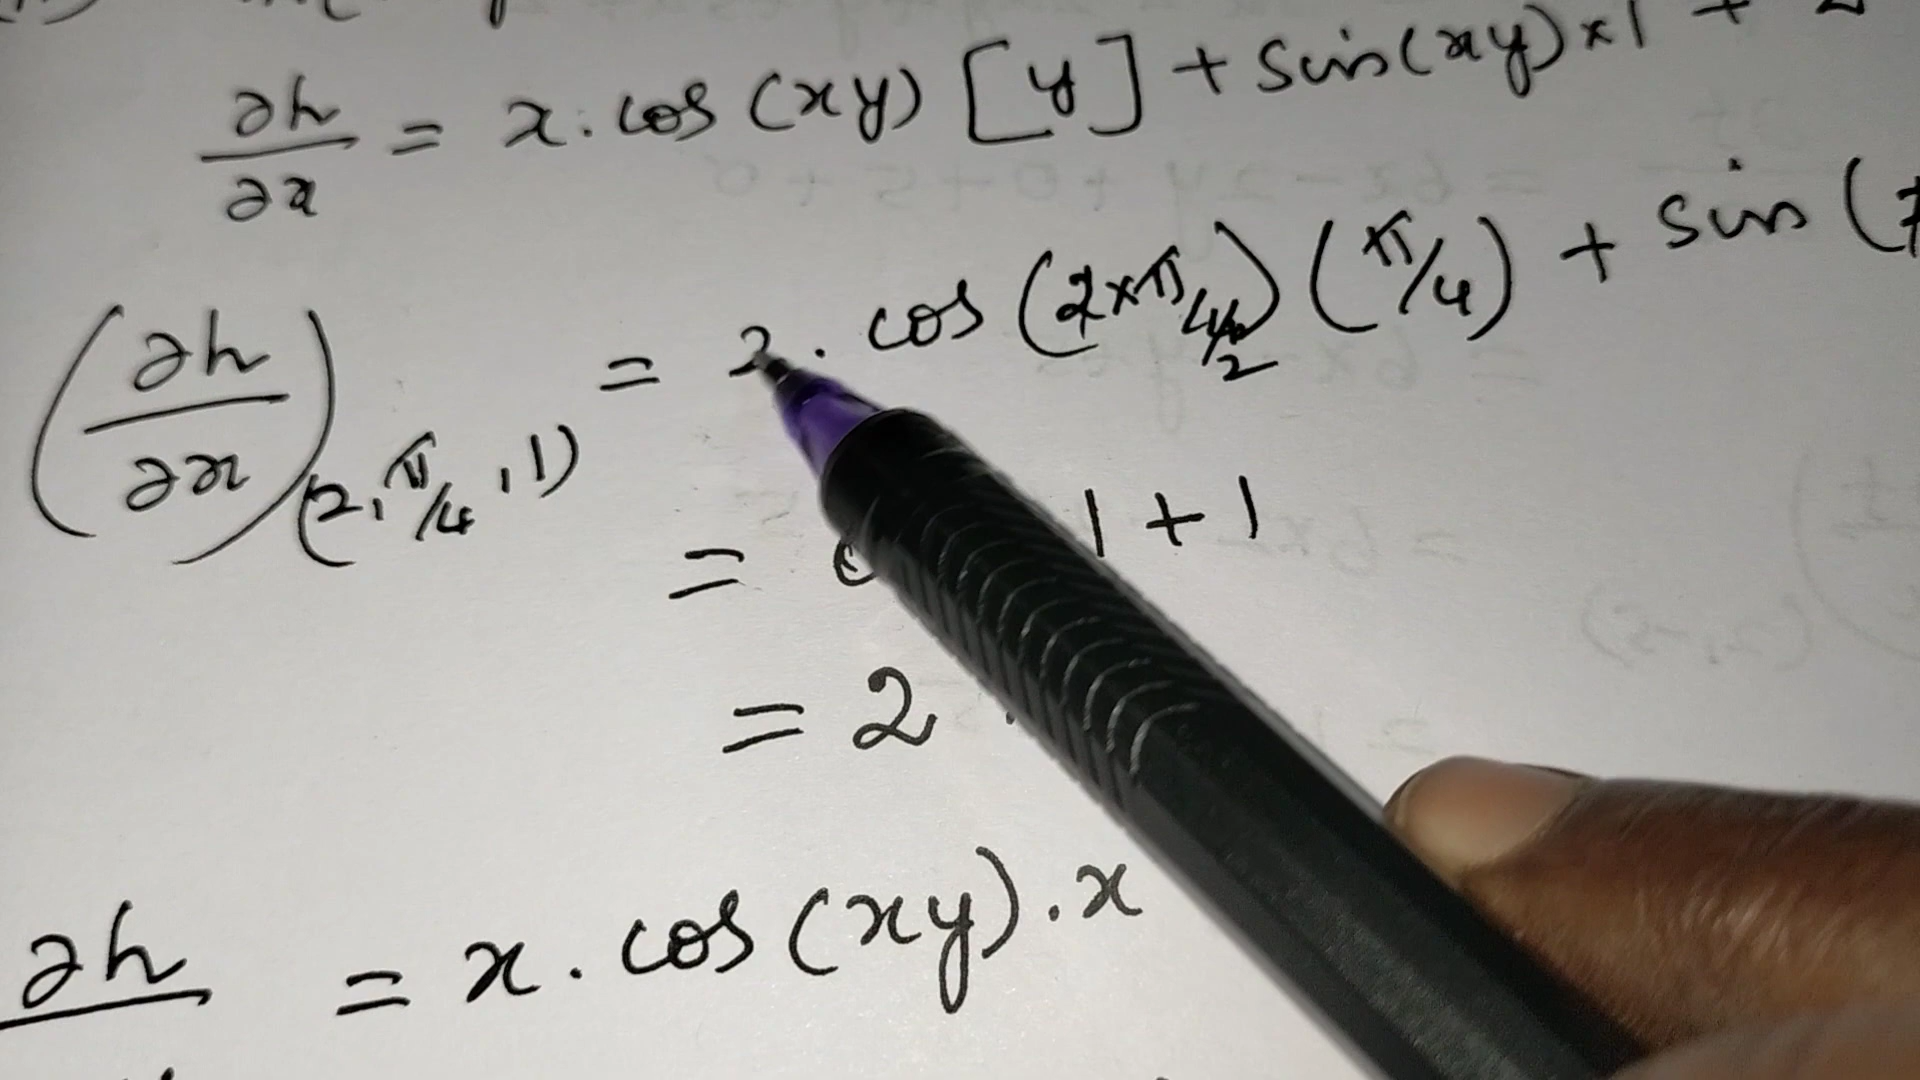 ∂h/∂x = x. cos (xy) [y] + sin(xy)×1 +
(∂h/∂x)(2, π/4, 1) = 2. cos (2×π/4 2) (π/4) + sin (
= 1 + 1
= 2
∂h = x. cos (xy). x